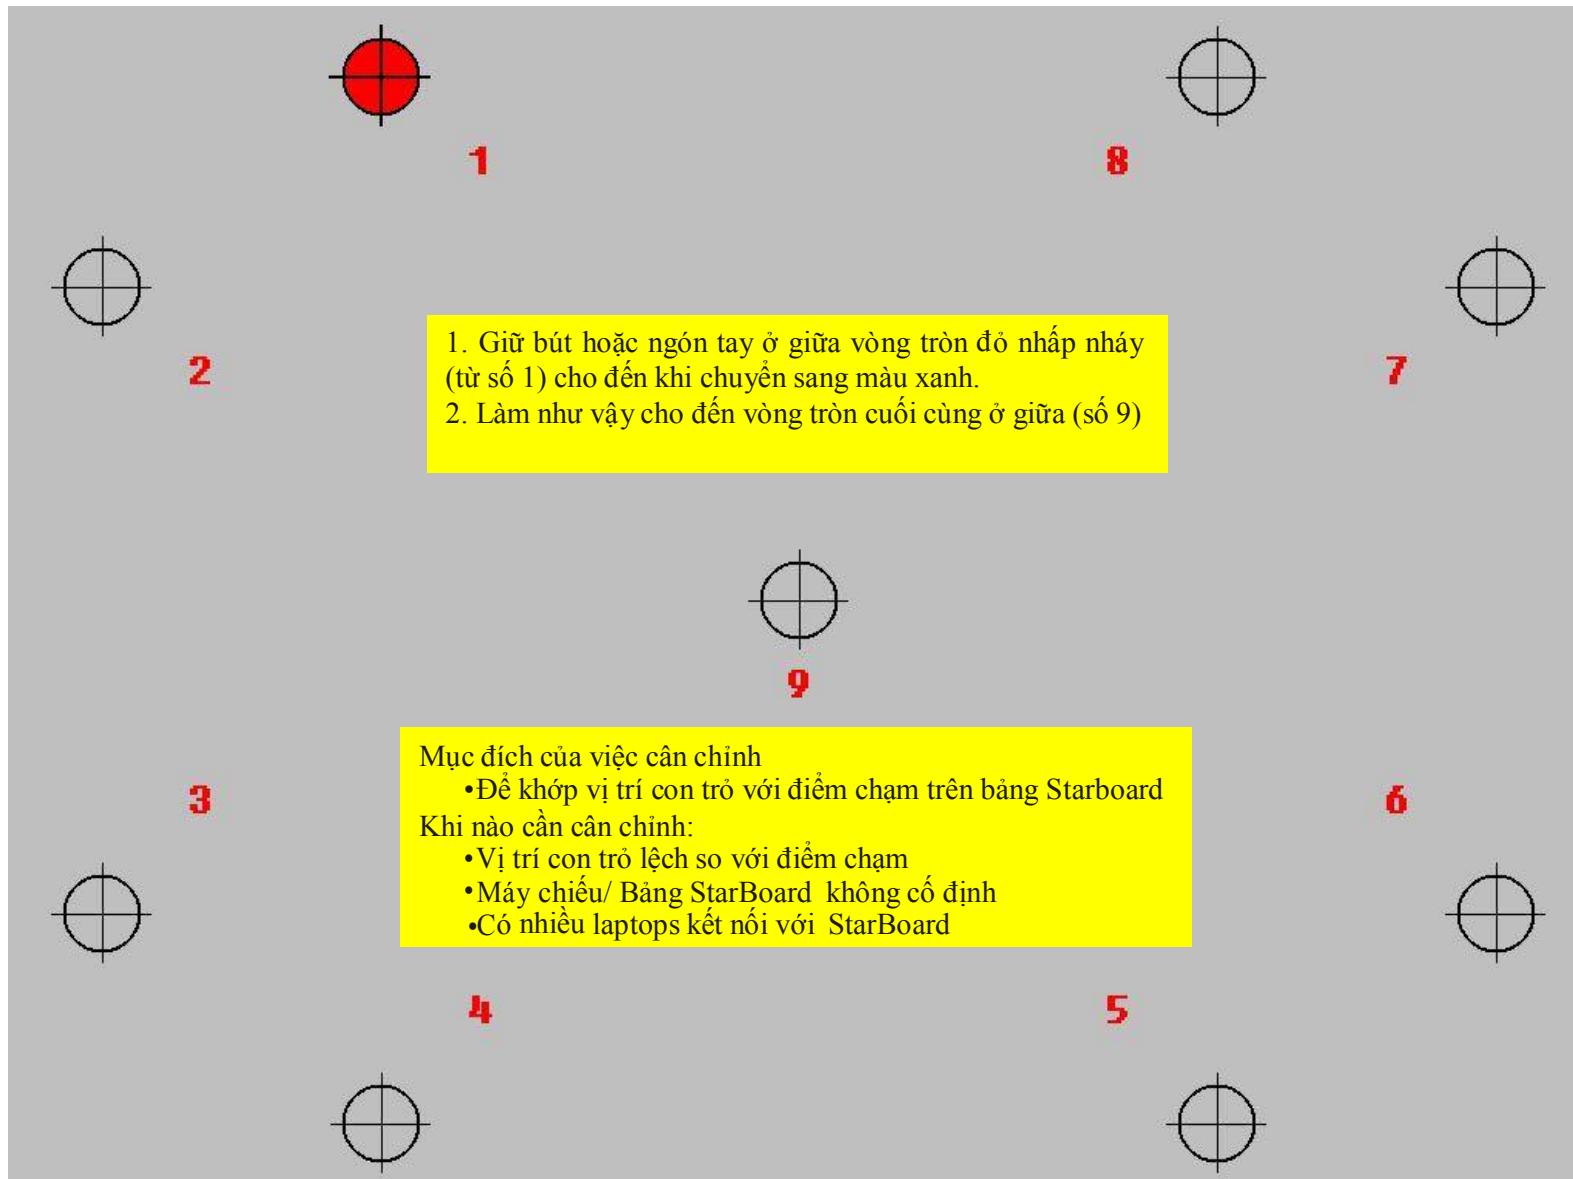 1
8
2
7
1. Giữ bút hoặc ngón tay ở giữa vòng tròn đỏ nhấp nháy
(từ số 1) cho đến khi chuyển sang màu xanh.
2. Làm như vậy cho đến vòng tròn cuối cùng ở giữa (số 9)
9
Mục đích của việc cân chỉnh
•Để khớp vị trí con trỏ với điểm chạm trên bảng Starboard
Khi nào cần cân chỉnh:
•Vị trí con trỏ lệch so với điểm chạm
•Máy chiếu/ Bảng StarBoard không cố định
•Có nhiều laptops kết nối với StarBoard
3
6
4
5